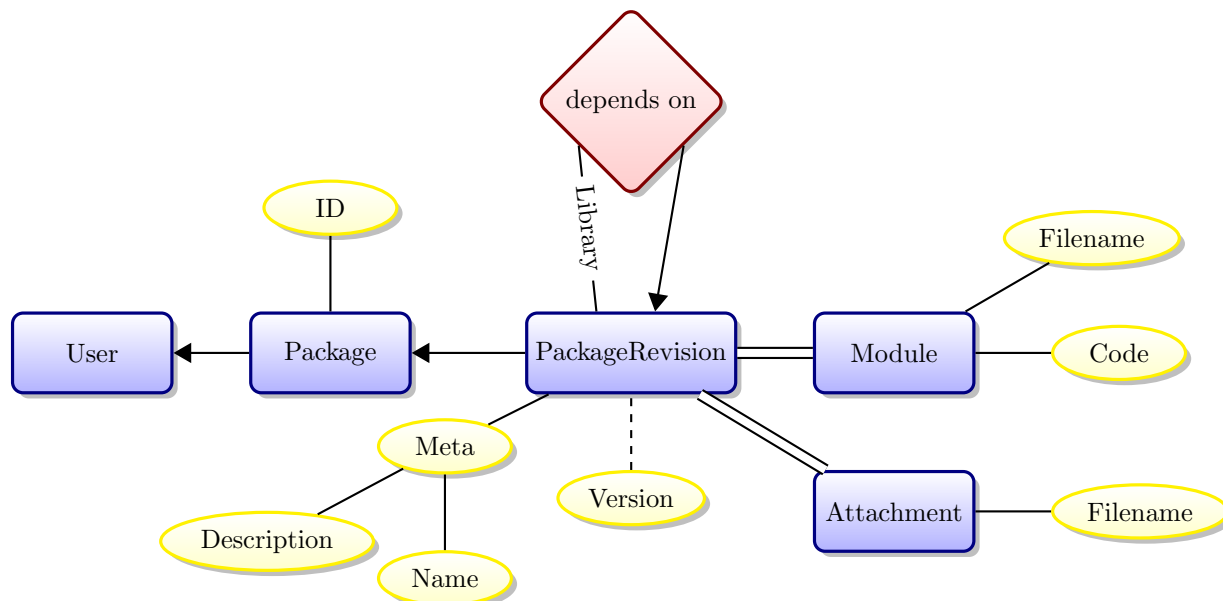 depends on
Library
ID
Filename
User
Package
PackageRevision
Module
Code
Meta
Version
Attachment
Filename
Description
Name